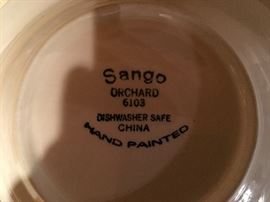 Sango
ORCHARD
6103
DISHWASHER SAFE
CHINA
HAND PAINTED